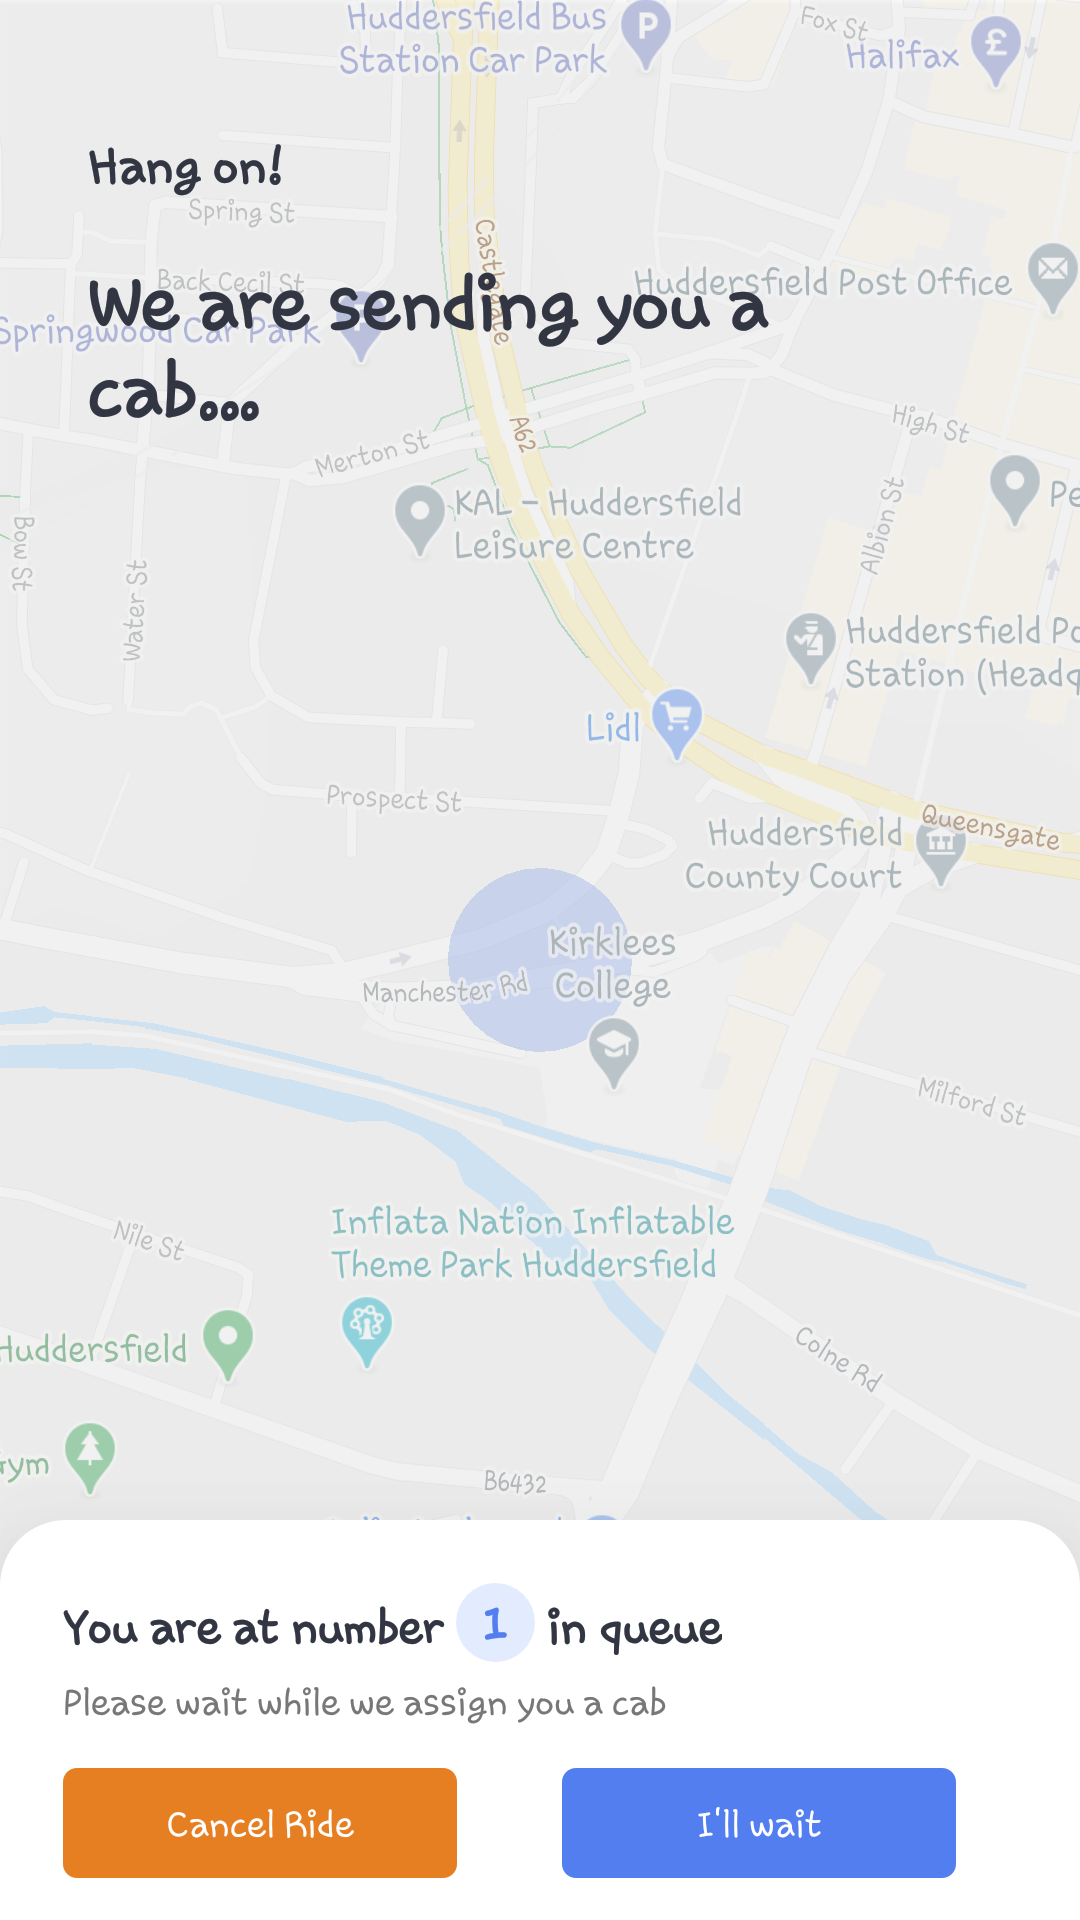 Huddersfield Bus
Station Car Park
Fox St
Halifax
Hang on!
Spring St
Castlegate
Back Cecil St
Huddersfield Post Office
We are sending you a
cab...
Springwood Car Park
A62
High St
Merton St
KAL - Huddersfield
Leisure Centre
Pe
Albion St
Bow St
Water St
Huddersfield Po
Station (Headq
Lidl
Prospect St
Queensgate
Huddersfield
County Court
Kirklees
College
Manchester Rd
Milford St
Inflata Nation Inflatable
Theme Park Huddersfield
Nile St
Huddersfield
Colne Rd
Gym
B6432
You are at number 1 in queue
Please wait while we assign you a cab
Cancel Ride
I'll wait